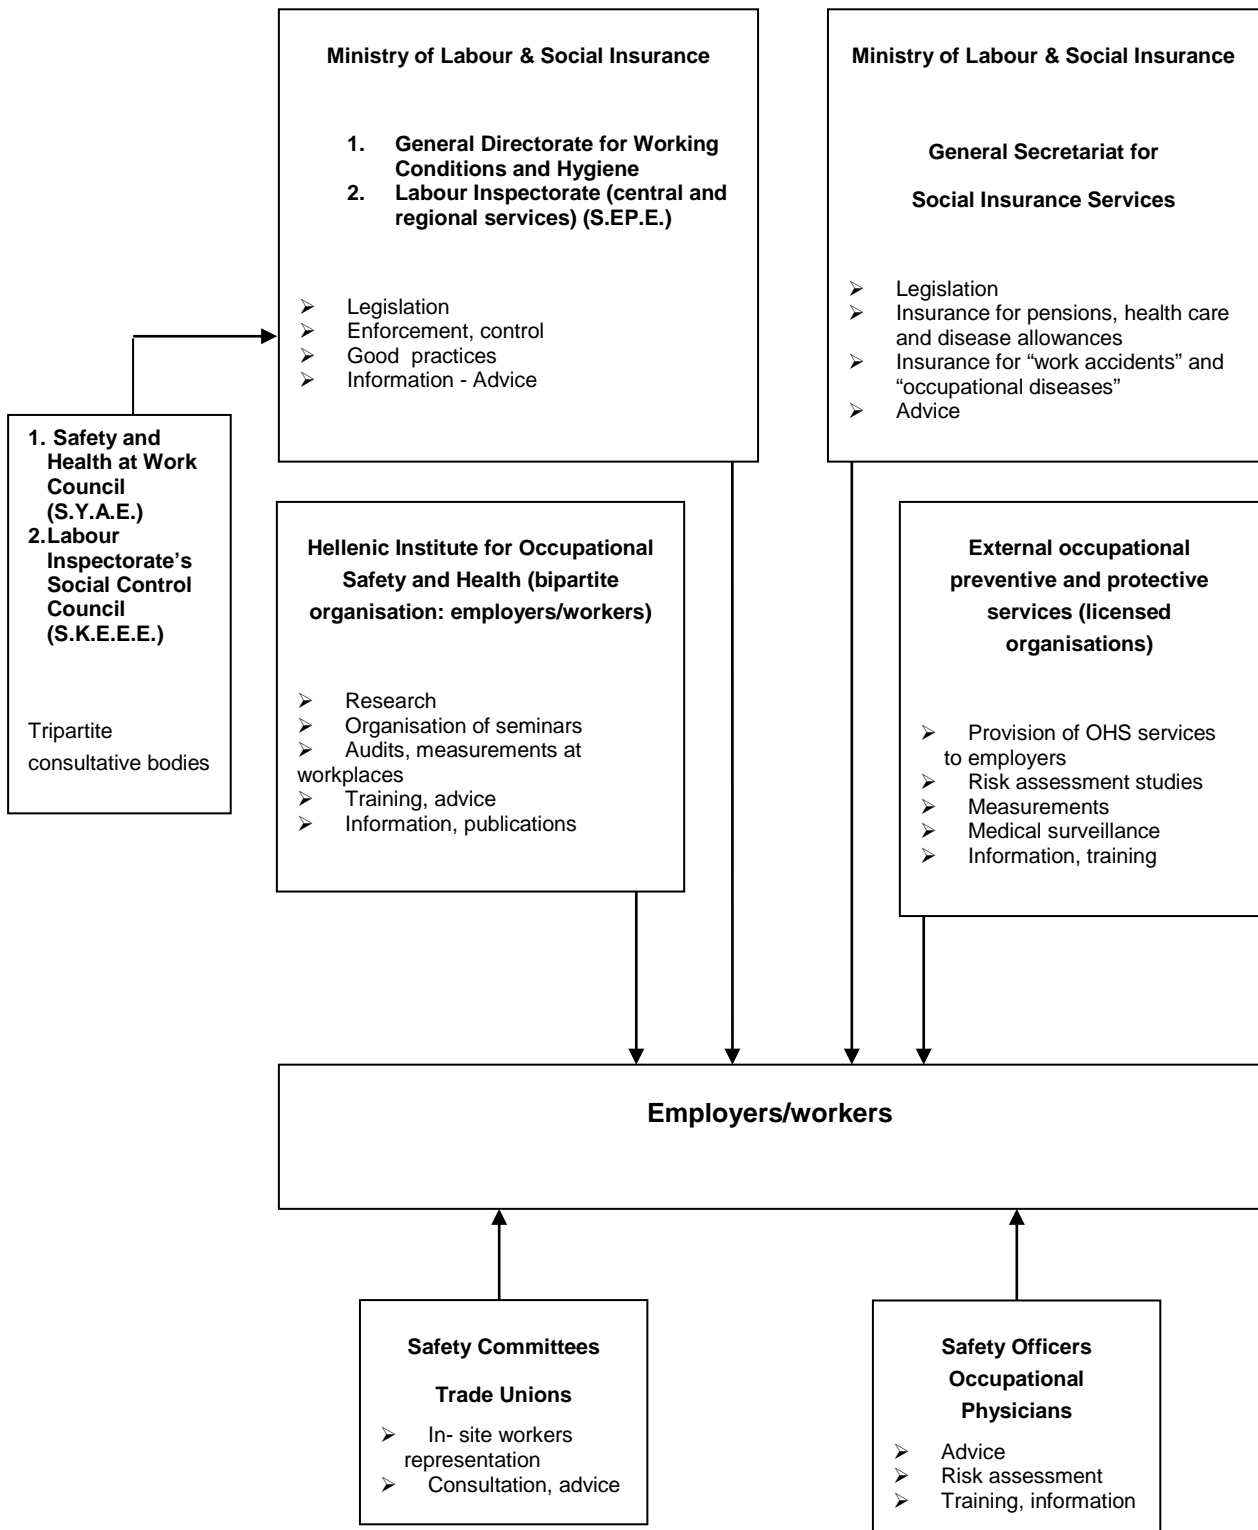 Ministry of Labour & Social Insurance
1. General Directorate for Working
Conditions and Hygiene
2. Labour Inspectorate (central and
regional services) (S.EP.E.)
➢ Legislation
➢ Enforcement, control
➢ Good practices
➢ Information - Advice
Ministry of Labour & Social Insurance
General Secretariat for
Social Insurance Services
➢ Legislation
➢ Insurance for pensions, health care
and disease allowances
➢ Insurance for “work accidents” and
“occupational diseases”
➢ Advice
1. Safety and
Health at Work
Council
(S.Y.A.E.)
2.Labour
Inspectorate’s
Social Control
Council
(S.K.E.E.E.)
Tripartite
consultative bodies
Hellenic Institute for Occupational
Safety and Health (bipartite
organisation: employers/workers)
➢ Research
➢ Organisation of seminars
➢ Audits, measurements at
workplaces
➢ Training, advice
➢ Information, publications
External occupational
preventive and protective
services (licensed
organisations)
➢ Provision of OHS services
to employers
➢ Risk assessment studies
➢ Measurements
➢ Medical surveillance
➢ Information, training
Employers/workers
Safety Committees
Trade Unions
➢ In- site workers
representation
➢ Consultation, advice
Safety Officers
Occupational
Physicians
➢ Advice
➢ Risk assessment
➢ Training, information